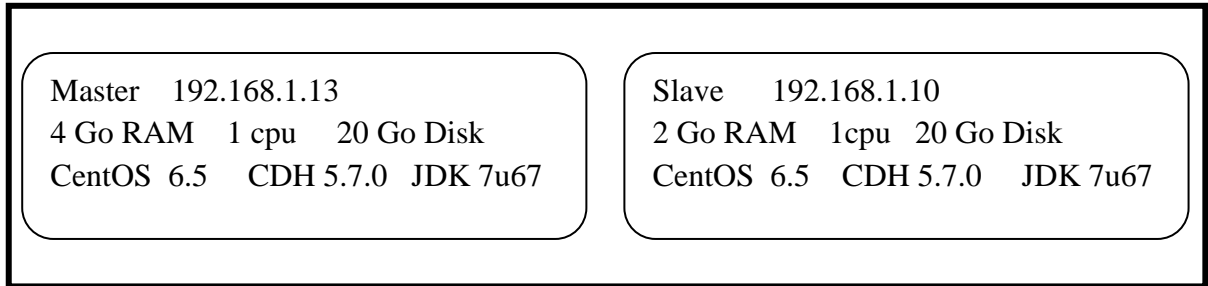 Master 192.168.1.13
4 Go RAM 1 cpu 20 Go Disk
CentOS 6.5 CDH 5.7.0 JDK 7u67
Slave 192.168.1.10
2 Go RAM 1cpu 20 Go Disk
CentOS 6.5 CDH 5.7.0 JDK 7u67